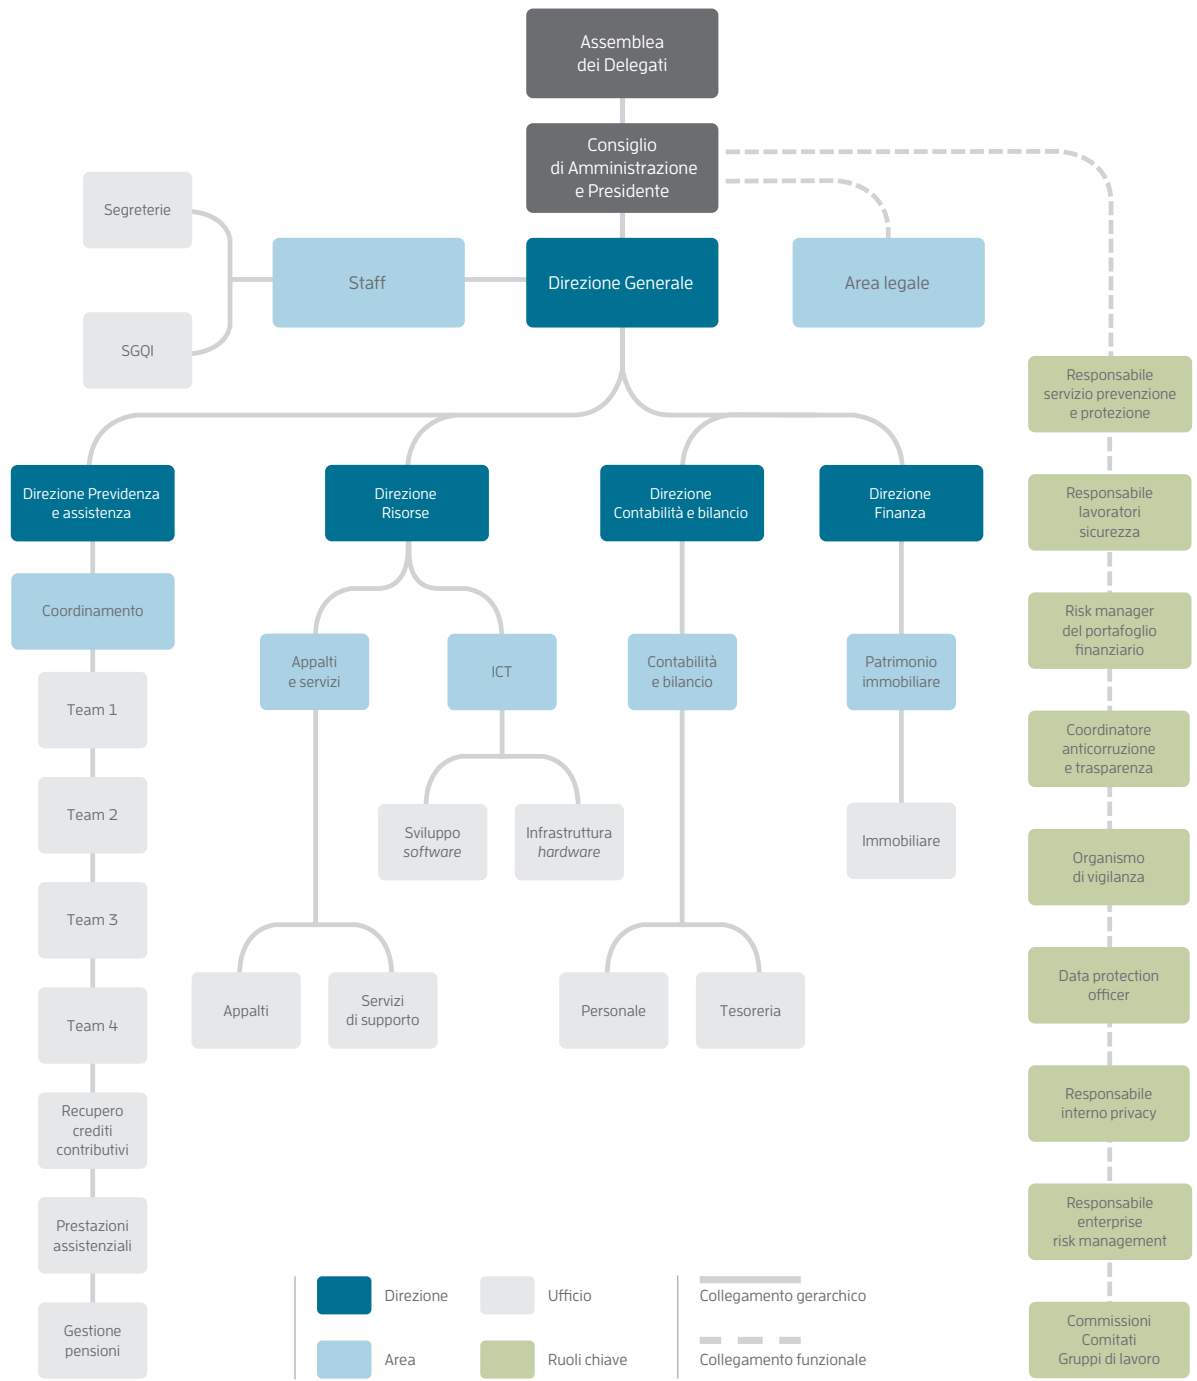 Assemblea
dei Delegati
Consiglio
di Amministrazione
e Presidente
Segreterie
Staff
Direzione Generale
Area legale
SGQI
Responsabile
servizio prevenzione
e protezione
Direzione Previdenza
e assistenza
Direzione
Risorse
Direzione
Contabilità e bilancio
Direzione
Finanza
Responsabile
lavoratori
sicurezza
Coordinamento
Risk manager
del portafoglio
finanziario
Appalti
e servizi
ICT
Contabilità
e bilancio
Patrimonio
immobiliare
Team 1
Coordinatore
anticorruzione
e trasparenza
Team 2
Sviluppo
software
Infrastruttura
hardware
Immobiliare
Organismo
di vigilanza
Team 3
Data protection
officer
Appalti
Servizi
di supporto
Personale
Tesoreria
Team 4
Responsabile
interno privacy
Recupero
crediti
contributivi
Prestazioni
assistenziali
Responsabile
enterprise
risk management
Gestione
pensioni
Direzione
Ufficio
Collegamento gerarchico
Area
Ruoli chiave
Collegamento funzionale
Commissioni
Comitati
Gruppi di lavoro